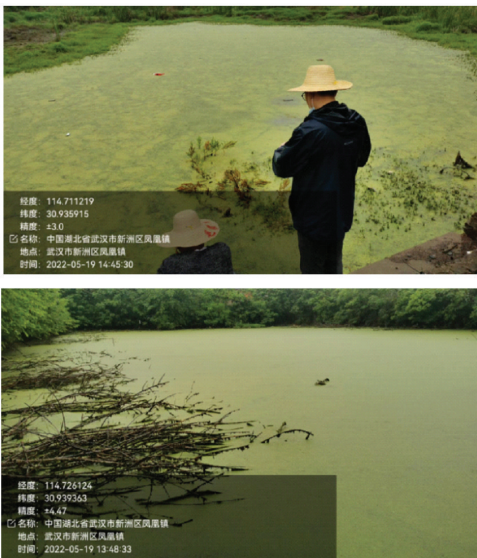 经度: 114.711219
纬度: 30.935915
精度: ±3.0
名称: 中国湖北省武汉市新洲区凤凰镇
地点: 武汉市新洲区凤凰镇
时间: 2022-05-19 14:45:30
经度: 114.726124
纬度: 30.939363
精度: ±4.47
名称: 中国湖北省武汉市新洲区凤凰镇
地点: 武汉市新洲区凤凰镇
时间: 2022-05-19 13:48:33